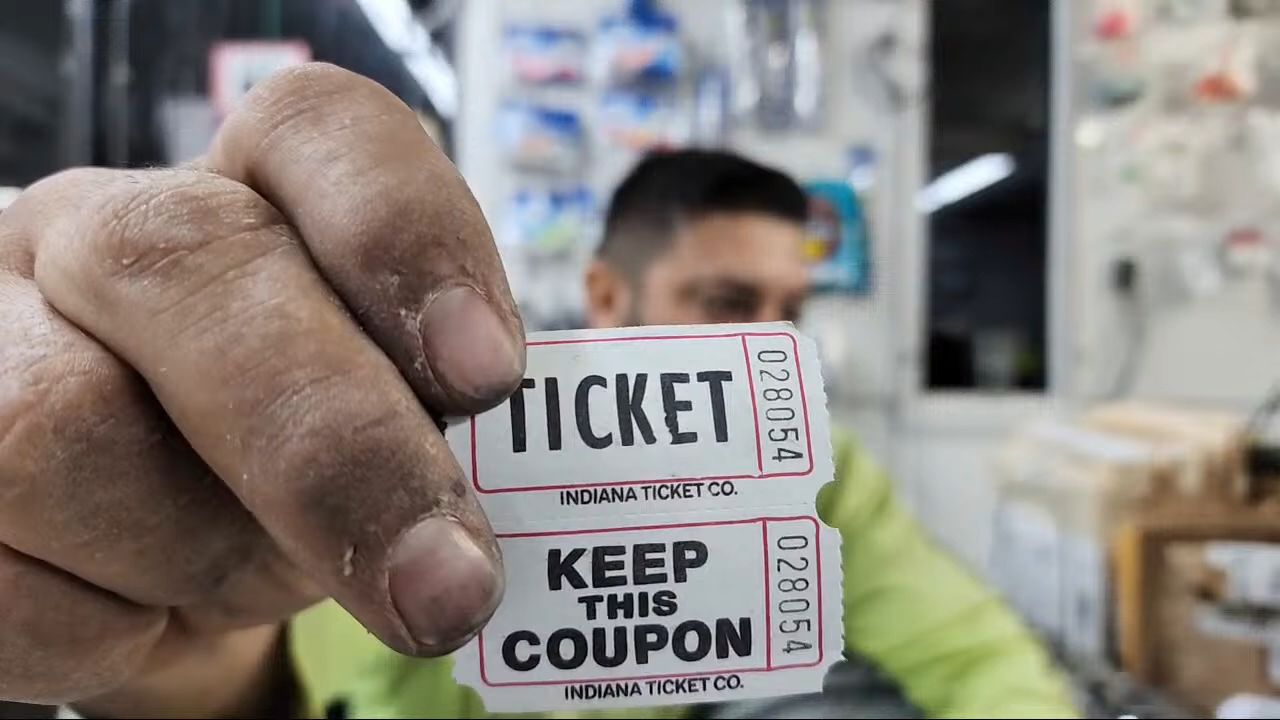 TICKET
028054
INDIANA TICKET CO.
KEEP
THIS
COUPON
028054
INDIANA TICKET CO.